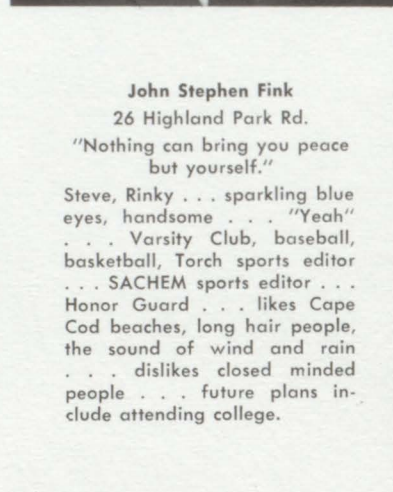 John Stephen Fink
26 Highland Park Rd.
"Nothing can bring you peace
but yourself."
Steve, Rinky . . . sparkling blue
eyes, handsome . . . "Yeah"
. . . Varsity Club, baseball,
basketball, Torch sports editor
. . . SACHEM sports editor . . .
Honor Guard . . . likes Cape
Cod beaches, long hair people,
the sound of wind and rain
. . . dislikes closed minded
people . . . future plans in-
clude attending college.